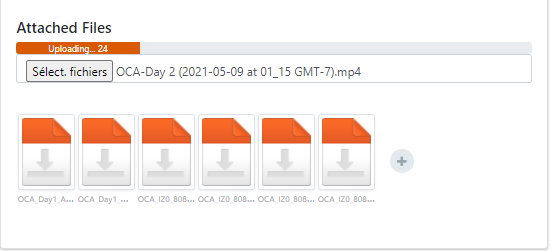 Attached Files
Uploading... 24
Sélect. fichiers OCA-Day 2 (2021-05-09 at 01_15 GMT-7).mp4
OCA_Day1_A... OCA_Day1_... OCA_IZ0_808... OCA_IZ0_808... OCA_IZ0_808... OCA_IZ0_808...